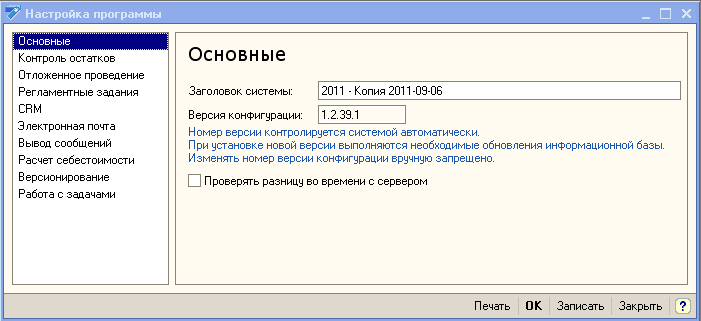 Настройка программы
Основные
Контроль остатков
Отложенное проведение
Регламентные задания
CRM
Электронная почта
Вывод сообщений
Расчет себестоимости
Версионирование
Работа с задачами
Основные
Заголовок системы: 2011 - Копия 2011-09-06
Версия конфигурации: 1.2.39.1
Номер версии контролируется системой автоматически.
При установке новой версии выполняются необходимые обновления информационной базы.
Изменять номер версии конфигурации вручную запрещено.
Проверять разницу во времени с сервером
Печать OK Записать Закрыть ?